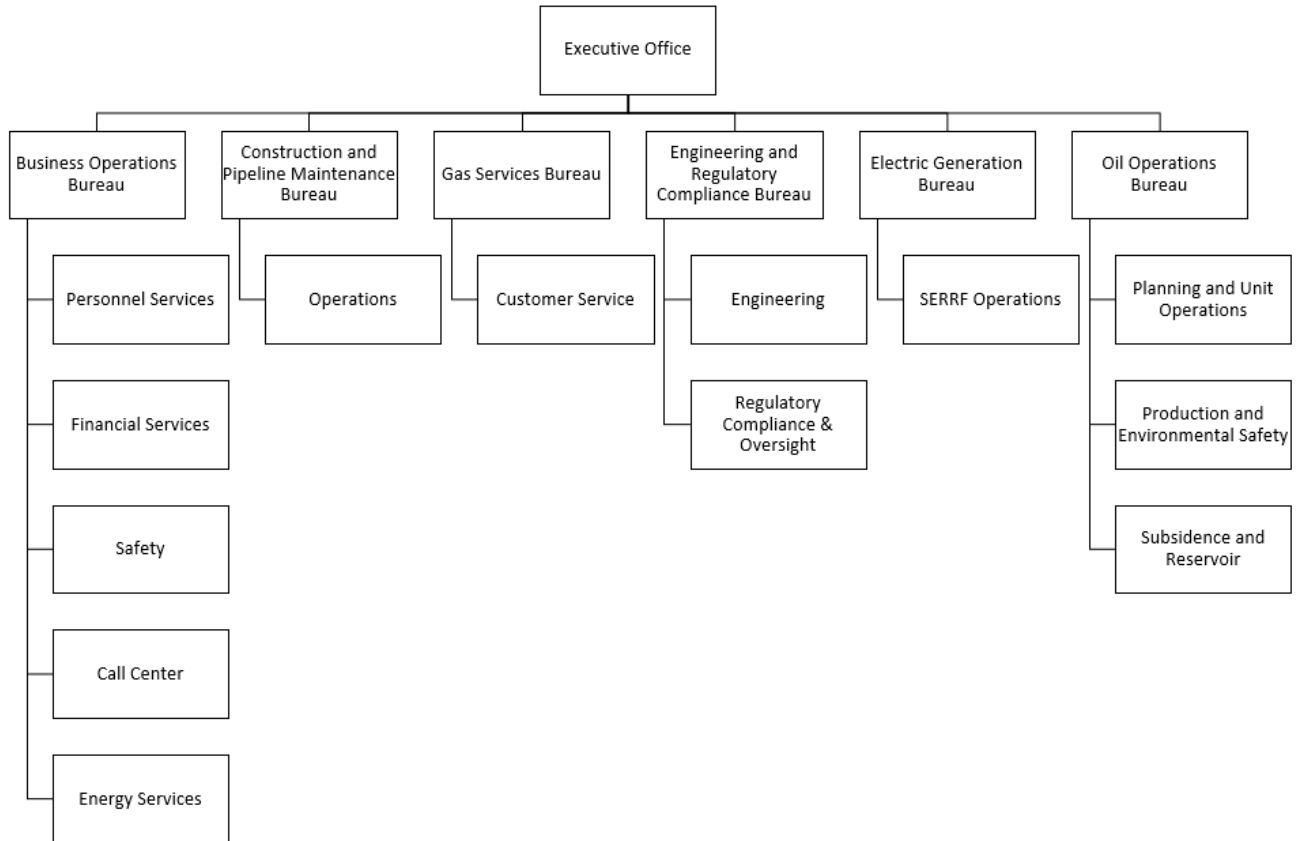 Executive Office
Business Operations
Bureau
Construction and
Pipeline Maintenance
Bureau
Gas Services Bureau
Engineering and
Regulatory
Compliance Bureau
Electric Generation
Bureau
Oil Operations
Bureau
Personnel Services
Operations
Customer Service
Engineering
SERRF Operations
Planning and Unit
Operations
Financial Services
Regulatory
Compliance &
Oversight
Production and
Environmental Safety
Safety
Subsidence and
Reservoir
Call Center
Energy Services